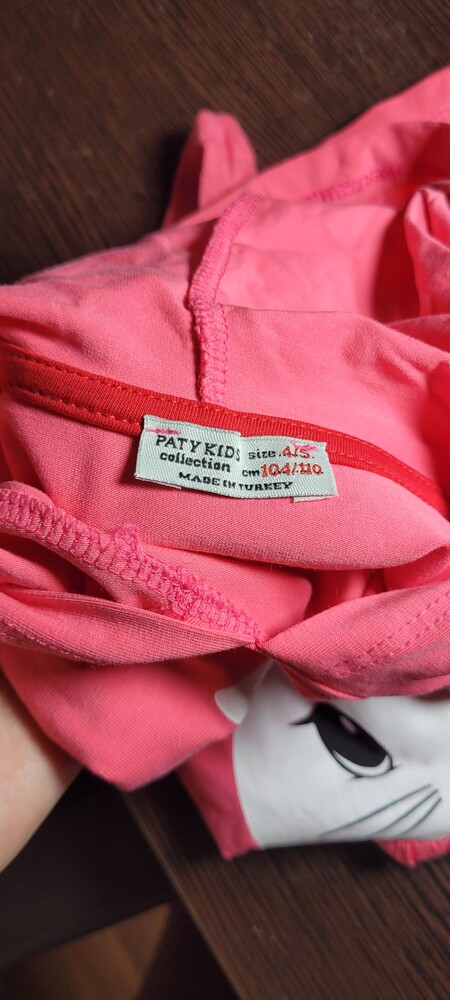 PATY KIDS size 4/5
collection cm 104/110
MADE IN TURKEY